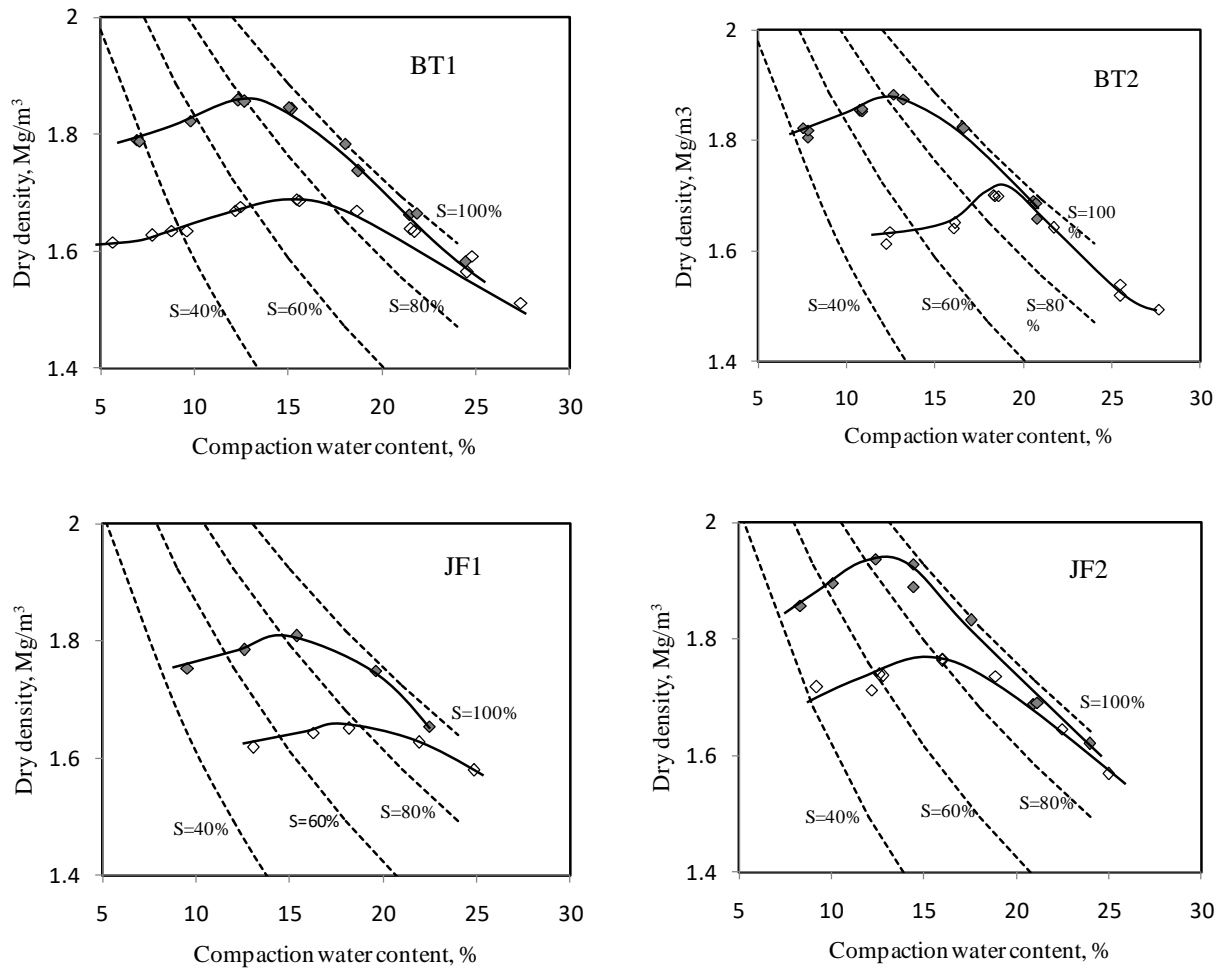 2
BT1
1.8
Dry density, Mg/m³
S=100%
1.6
S=40%
S=60%
S=80%
1.4
5 10 15 20 25 30
Compaction water content, %
2
BT2
1.8
Dry density, Mg/m3
S=100
%
1.6
S=40%
S=60%
S=80
%
1.4
5 10 15 20 25 30
Compaction water content, %
2
JF1
1.8
Dry density, Mg/m³
S=100%
1.6
S=40%
S=60%
S=80%
1.4
5 10 15 20 25 30
Compaction water content, %
2
JF2
1.8
Dry density, Mg/m³
S=100%
1.6
S=40%
S=60%
S=80%
1.4
5 10 15 20 25 30
Compaction water content, %